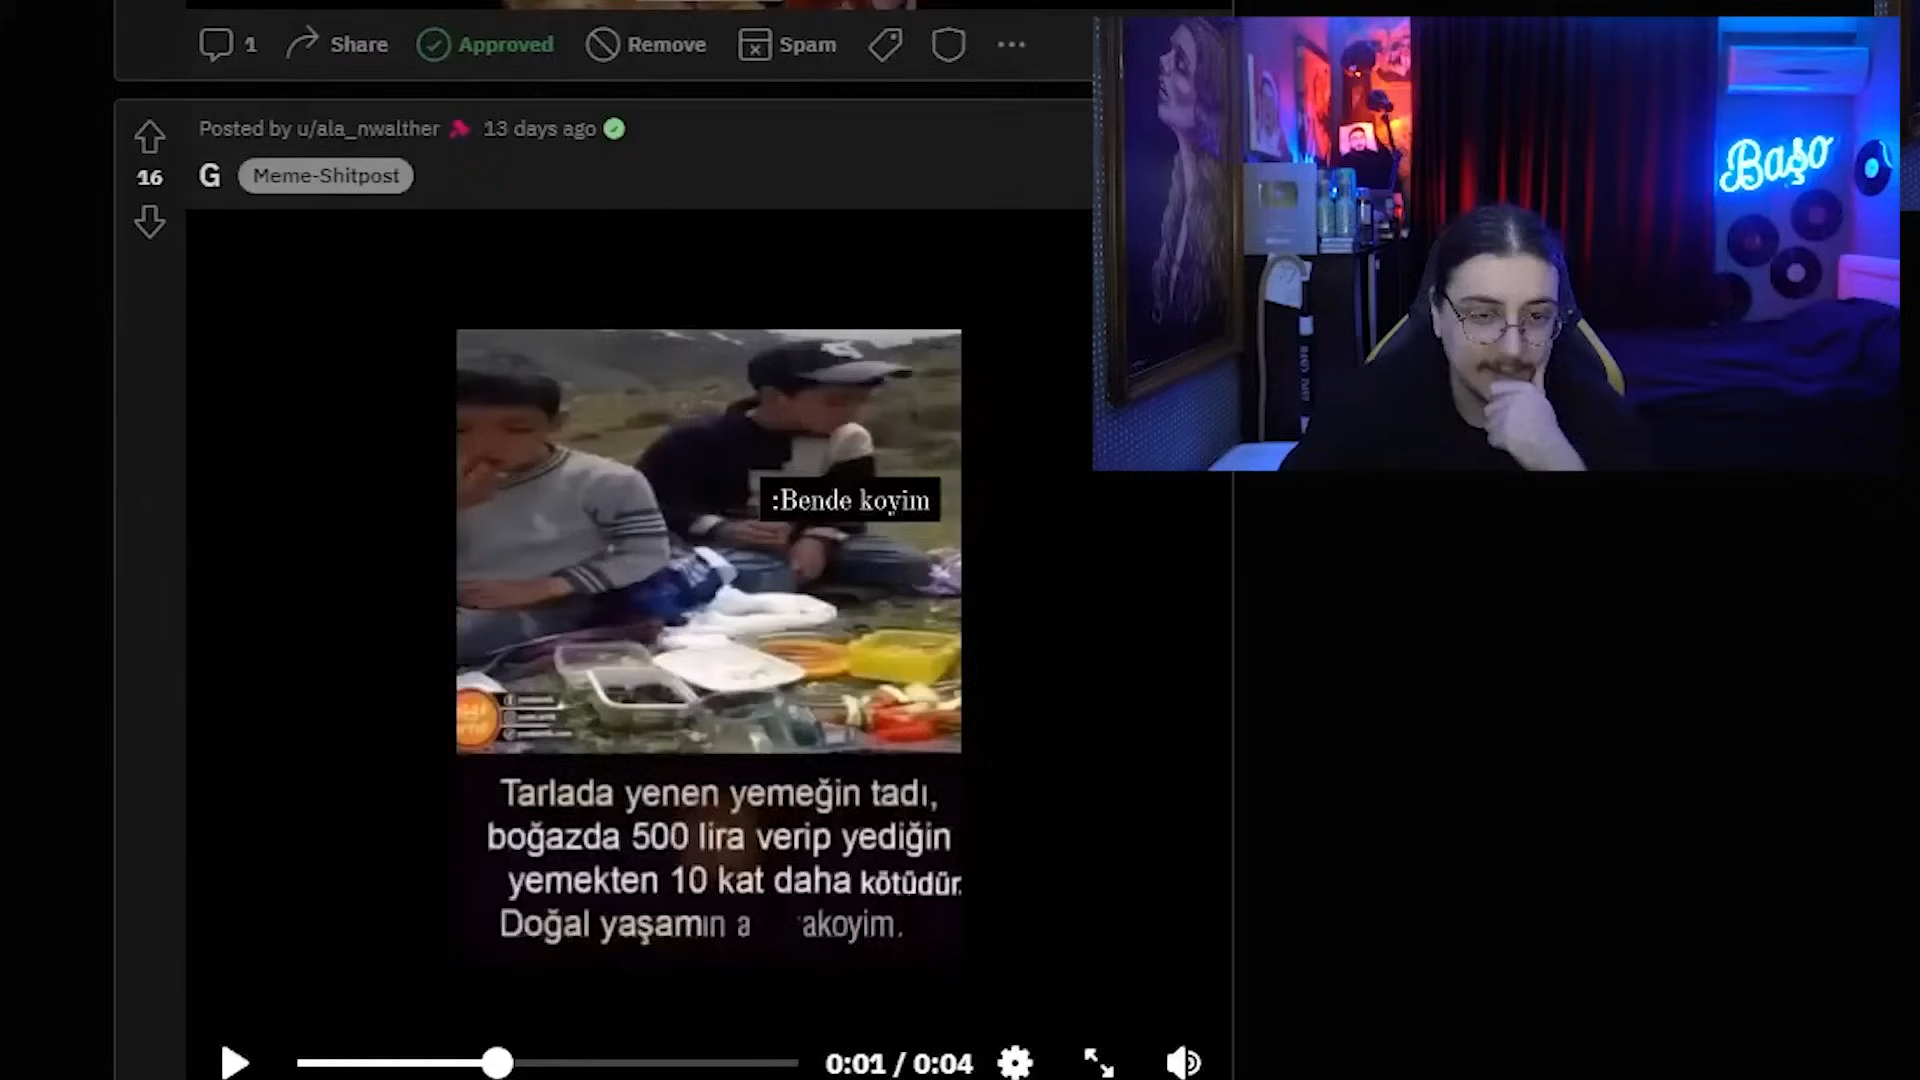 1 Share Approved Remove Spam
Posted by u/ala_nwalther 13 days ago
16
G Meme-Shitpost
Başo
:Bende koyim
Tarlada yenen yemeğin tadı,
boğazda 500 lira verip yediğin
yemekten 10 kat daha kötüdür.
Doğal yaşamın a akoyim.
0:01 / 0:04